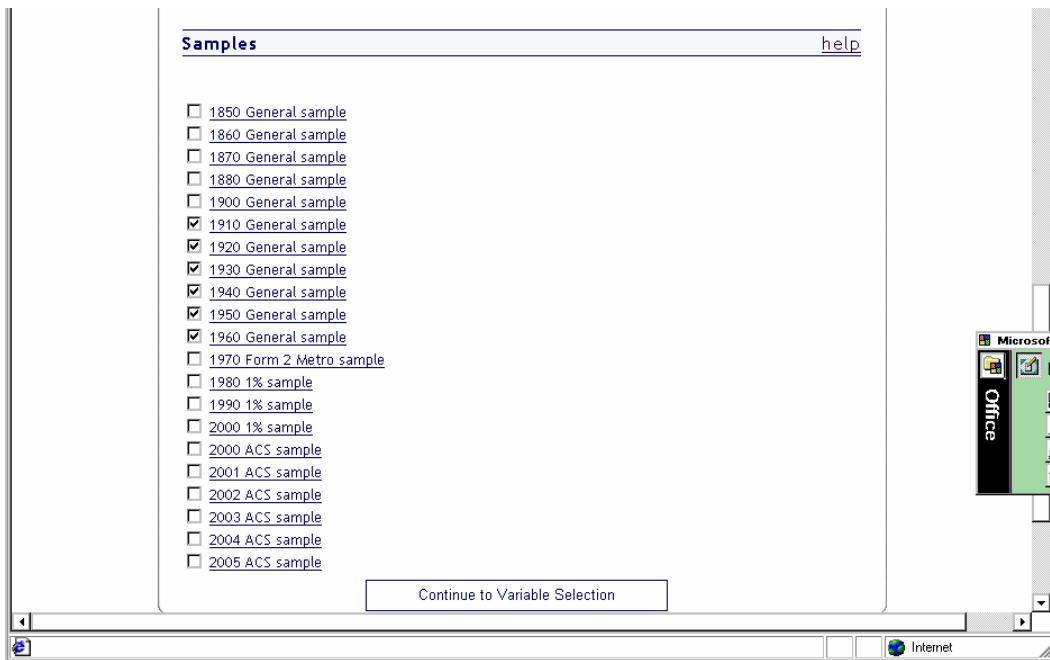 Samples help
1850 General sample
1860 General sample
1870 General sample
1880 General sample
1900 General sample
1910 General sample
1920 General sample
1930 General sample
1940 General sample
1950 General sample
1960 General sample
1970 Form 2 Metro sample
1980 1% sample
1990 1% sample
2000 1% sample
2000 ACS sample
2001 ACS sample
2002 ACS sample
2003 ACS sample
2004 ACS sample
2005 ACS sample
Continue to Variable Selection
Microsof
Office
Internet